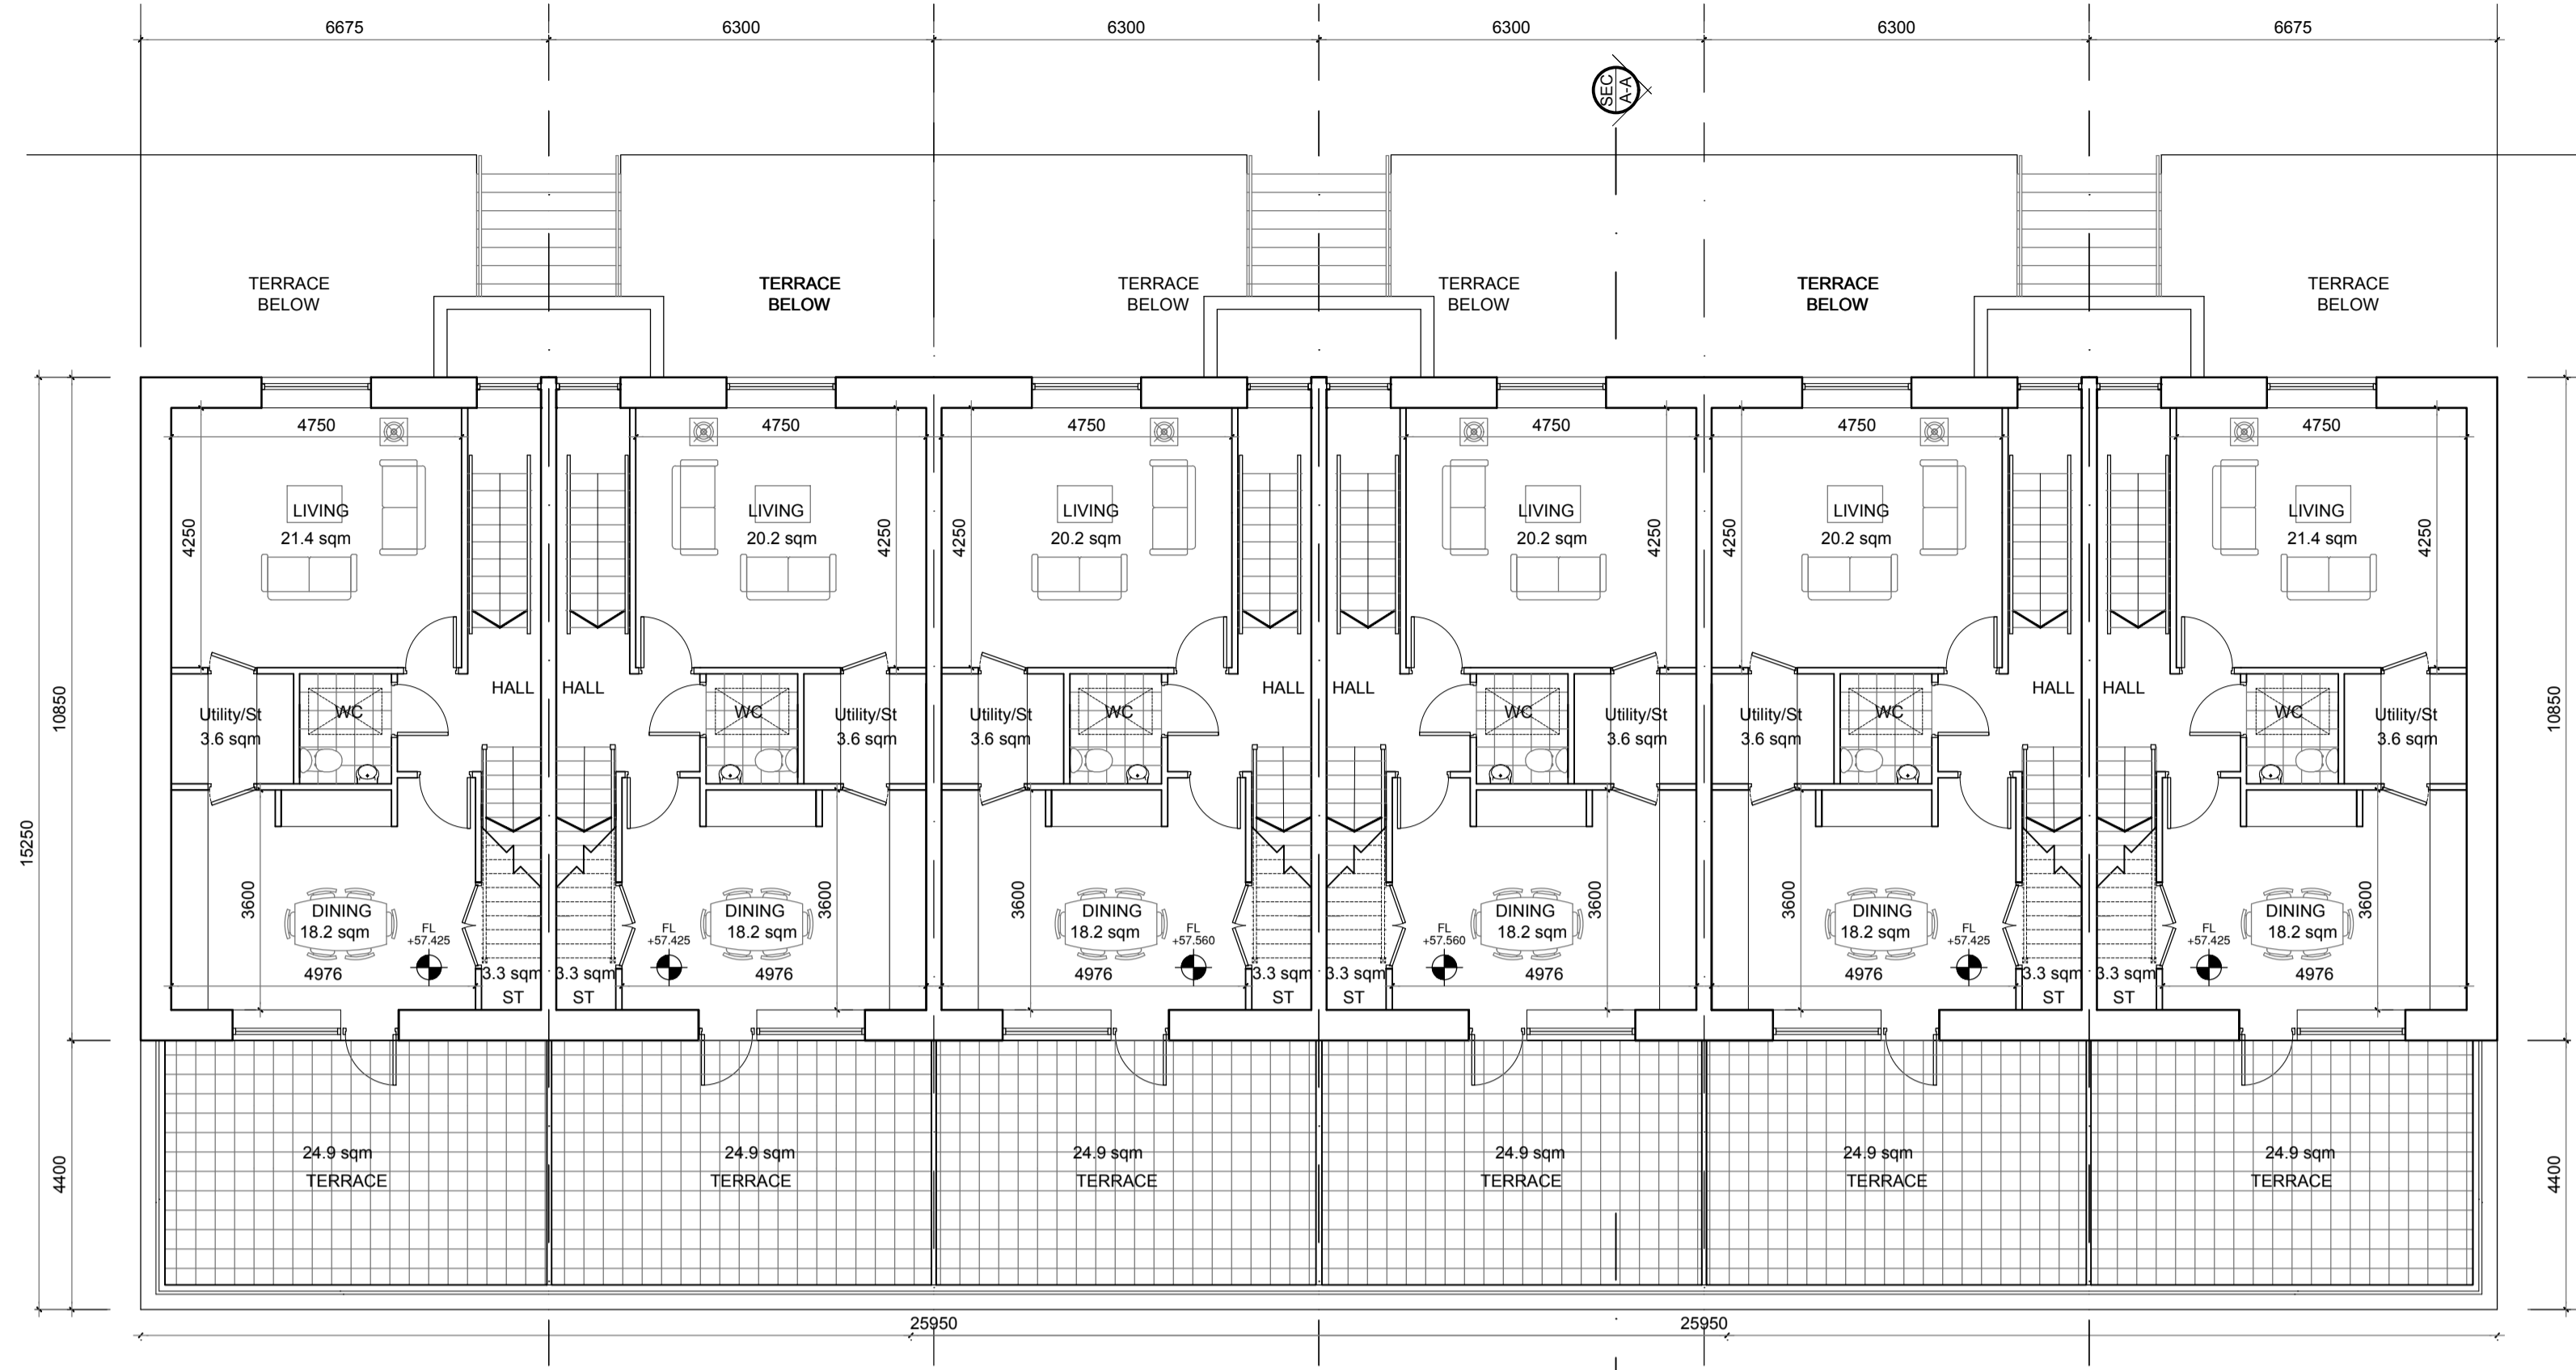 6675 6300 6300 6300 6300 6675
SEC
A-A
TERRACE TERRACE TERRACE TERRACE TERRACE TERRACE
BELOW BELOW BELOW BELOW BELOW BELOW
4750 4750 4750 4750 4750 4750
LIVING LIVING LIVING LIVING LIVING LIVING
21.4 sqm 20.2 sqm 20.2 sqm 20.2 sqm 20.2 sqm 21.4 sqm
4250 4250 4250 4250 4250 4250
HALL HALL HALL HALL HALL HALL
10850 10850
WC WC WC WC WC WC
Utility/St Utility/St Utility/St Utility/St Utility/St Utility/St
3.6 sqm 3.6 sqm 3.6 sqm 3.6 sqm 3.6 sqm 3.6 sqm
15250
3600 3600 3600 3600 3600 3600
DINING DINING DINING DINING DINING DINING
18.2 sqm 18.2 sqm 18.2 sqm 18.2 sqm 18.2 sqm 18.2 sqm
FL FL FL FL FL FL
+57.425 +57.425 +57.560 +57.560 +57.425 +57.425
4976 3.3 sqm 3.3 sqm 4976 4976 3.3 sqm 3.3 sqm 4976 4976 3.3 sqm 3.3 sqm 4976
ST ST ST ST ST ST
24.9 sqm 24.9 sqm 24.9 sqm 24.9 sqm 24.9 sqm 24.9 sqm
4400 4400
TERRACE TERRACE TERRACE TERRACE TERRACE TERRACE
25950 25950